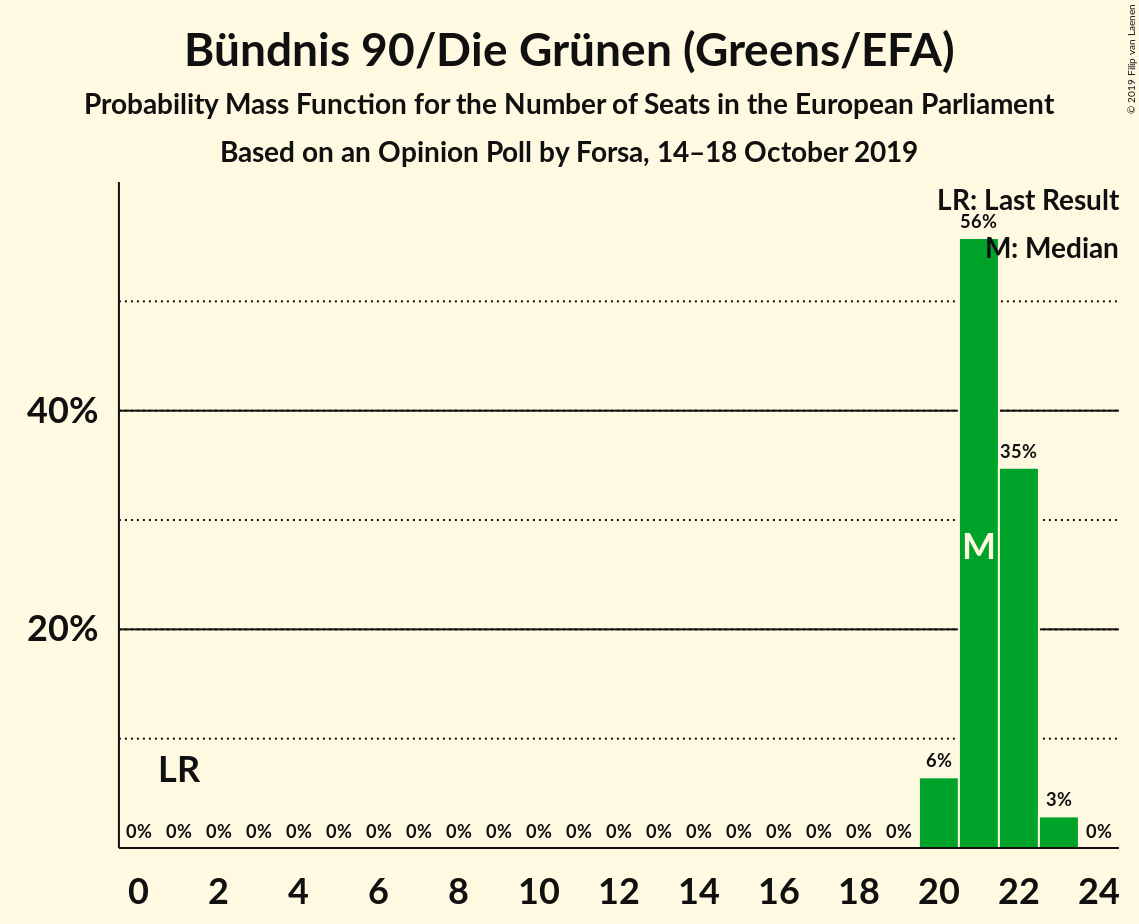 Bündnis 90/Die Grünen (Greens/EFA)
Probability Mass Function for the Number of Seats in the European Parliament
Based on an Opinion Poll by Forsa, 14–18 October 2019
© 2019 Filip van Laenen
LR: Last Result
56%
M: Median
40%
35%
M
20%
LR
6%
3%
0% 0% 0% 0% 0% 0% 0% 0% 0% 0% 0% 0% 0% 0% 0% 0% 0% 0% 0% 0% 0%
0 2 4 6 8 10 12 14 16 18 20 22 24